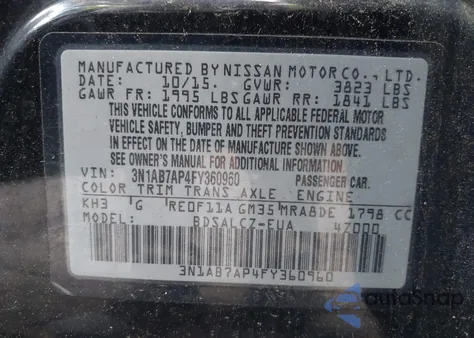 MANUFACTURED BY NISSAN MOTOR CO., LTD.
DATE: 10/15. GVWR: 3823 LBS
GAWR FR: 1995 LBS GAWR RR: 1841 LBS
THIS VEHICLE CONFORMS TO ALL APPLICABLE FEDERAL MOTOR
VEHICLE SAFETY, BUMPER AND THEFT PREVENTION STANDARDS
IN EFFECT ON THE DATE OF MANUFACTURE SHOWN ABOVE.
SEE OWNER'S MANUAL FOR ADDITIONAL INFORMATION.
VIN: 3N1AB7AP4FY360960 PASSENGER CAR.
COLOR TRIM TRANS AXLE ENGINE
KH3 G RE0F11A GM35 MRA8DE 1798 CC
MODEL: BDSALCZ-EUA 4Z000
3N1AB7AP4FY360960
autoSnap